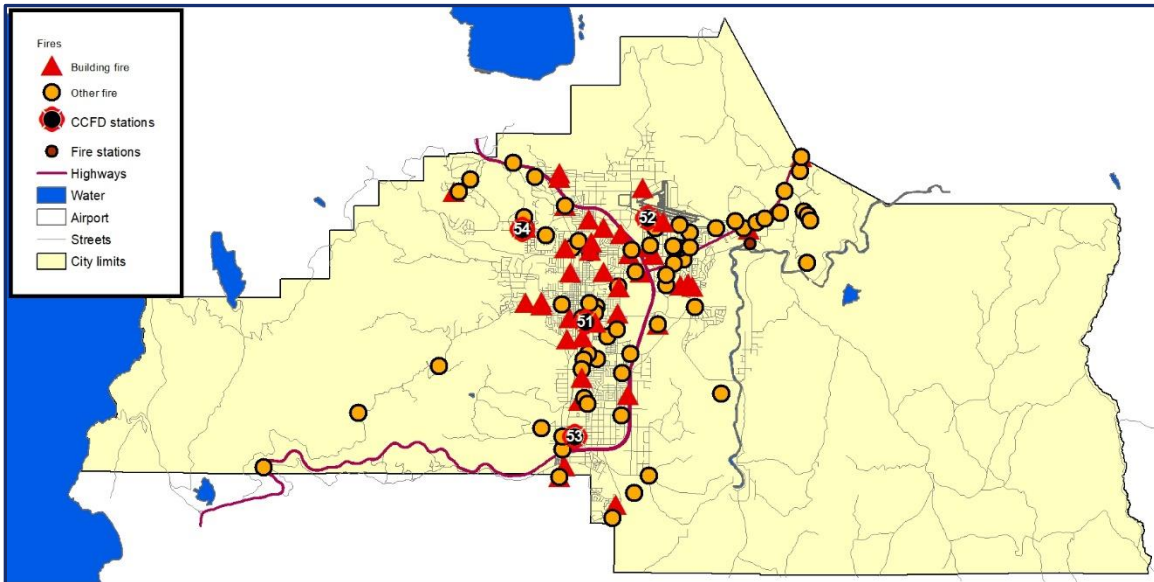 Fires
Building fire
Other fire
CCFD stations
Fire stations
Highways
Water
Airport
Streets
City limits
52
54
51
53